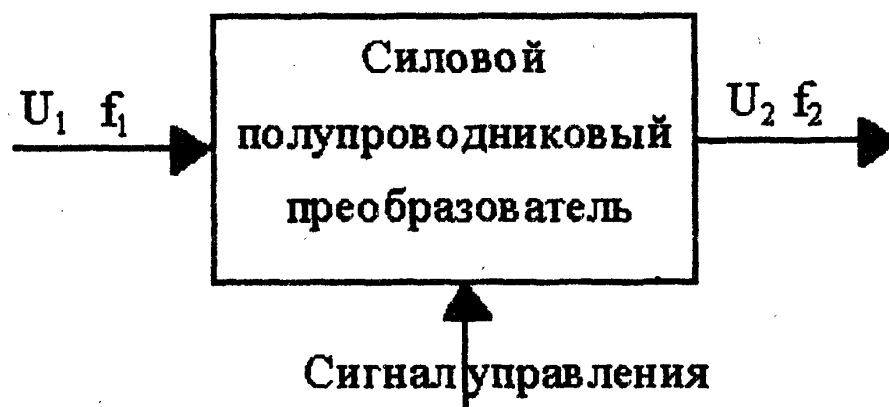 Силовой
U₁ f₁
полупроводниковый
U₂ f₂
преобразователь
Сигнал управления